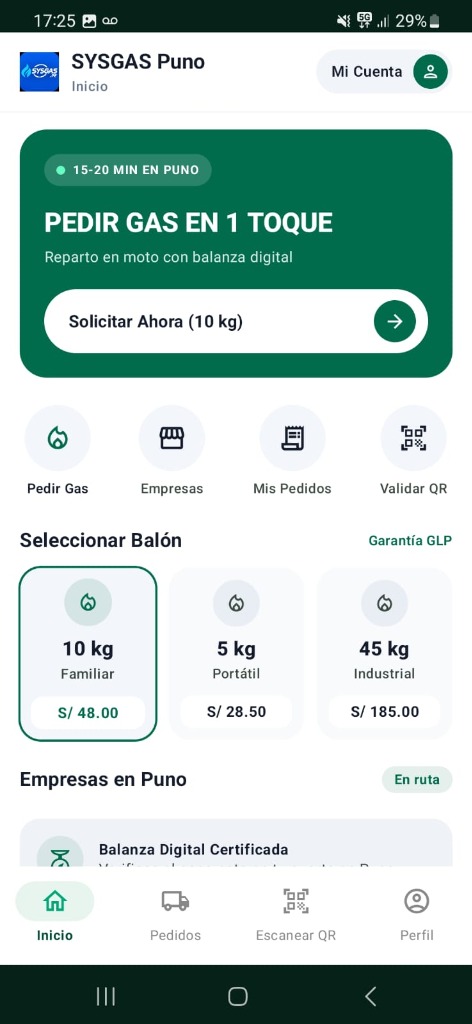 17:25
5G
29%
SYSGAS
SYSGAS Puno
Inicio
Mi Cuenta
15-20 MIN EN PUNO
PEDIR GAS EN 1 TOQUE
Reparto en moto con balanza digital
Solicitar Ahora (10 kg)
Pedir Gas
Empresas
Mis Pedidos
Validar QR
Seleccionar Balón
Garantía GLP
10 kg
Familiar
S/ 48.00
5 kg
Portátil
S/ 28.50
45 kg
Industrial
S/ 185.00
Empresas en Puno
En ruta
Balanza Digital Certificada
Inicio
Pedidos
Escanear QR
Perfil